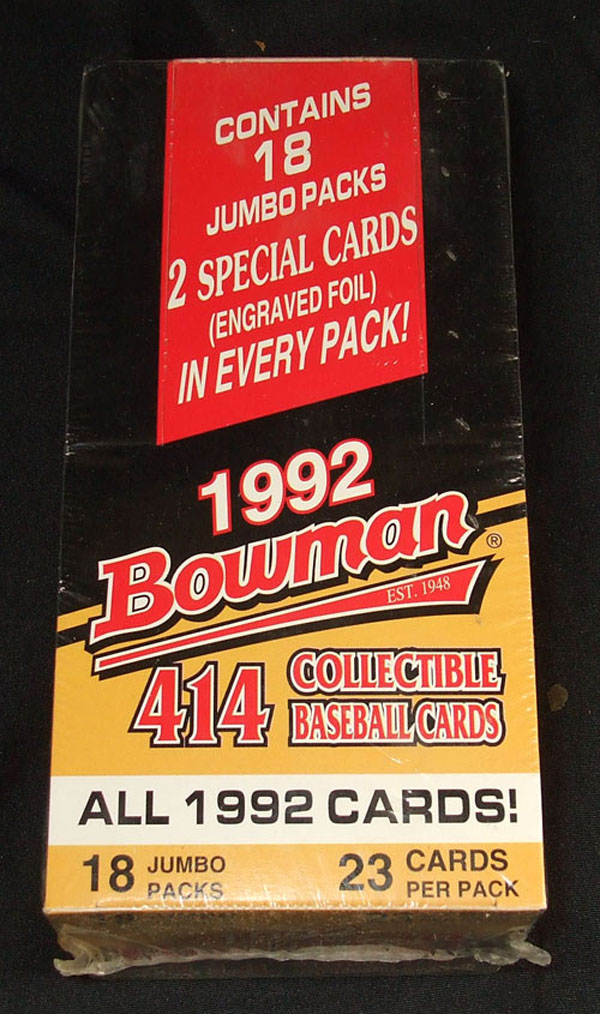 CONTAINS
18
JUMBO PACKS
2 SPECIAL CARDS
(ENGRAVED FOIL)
IN EVERY PACK!
1992
Bowman®
EST. 1948
414 COLLECTIBLE
BASEBALL CARDS
ALL 1992 CARDS!
18 JUMBO
PACKS
23 CARDS
PER PACK